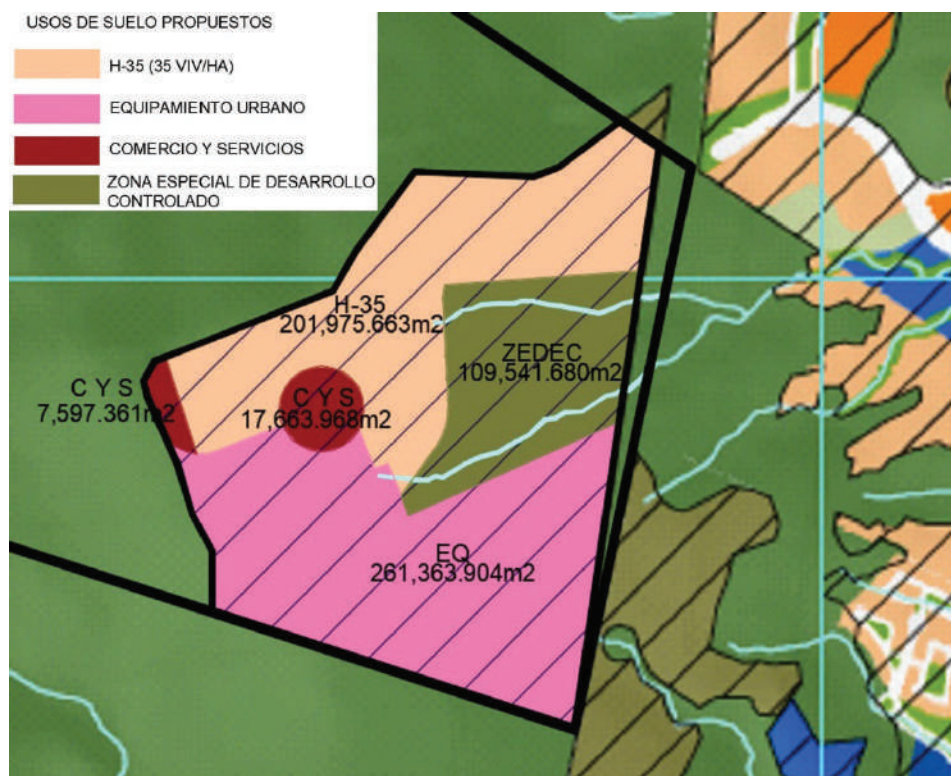 USOS DE SUELO PROPUESTOS
H-35 (35 VIV/HA)
EQUIPAMIENTO URBANO
COMERCIO Y SERVICIOS
ZONA ESPECIAL DE DESARROLLO
CONTROLADO
H-35
201,975.663m2
ZEDEC
109,541.680m2
C Y S
7,597.361m2
C Y S
17,663.968m2
EQ
261,363.904m2